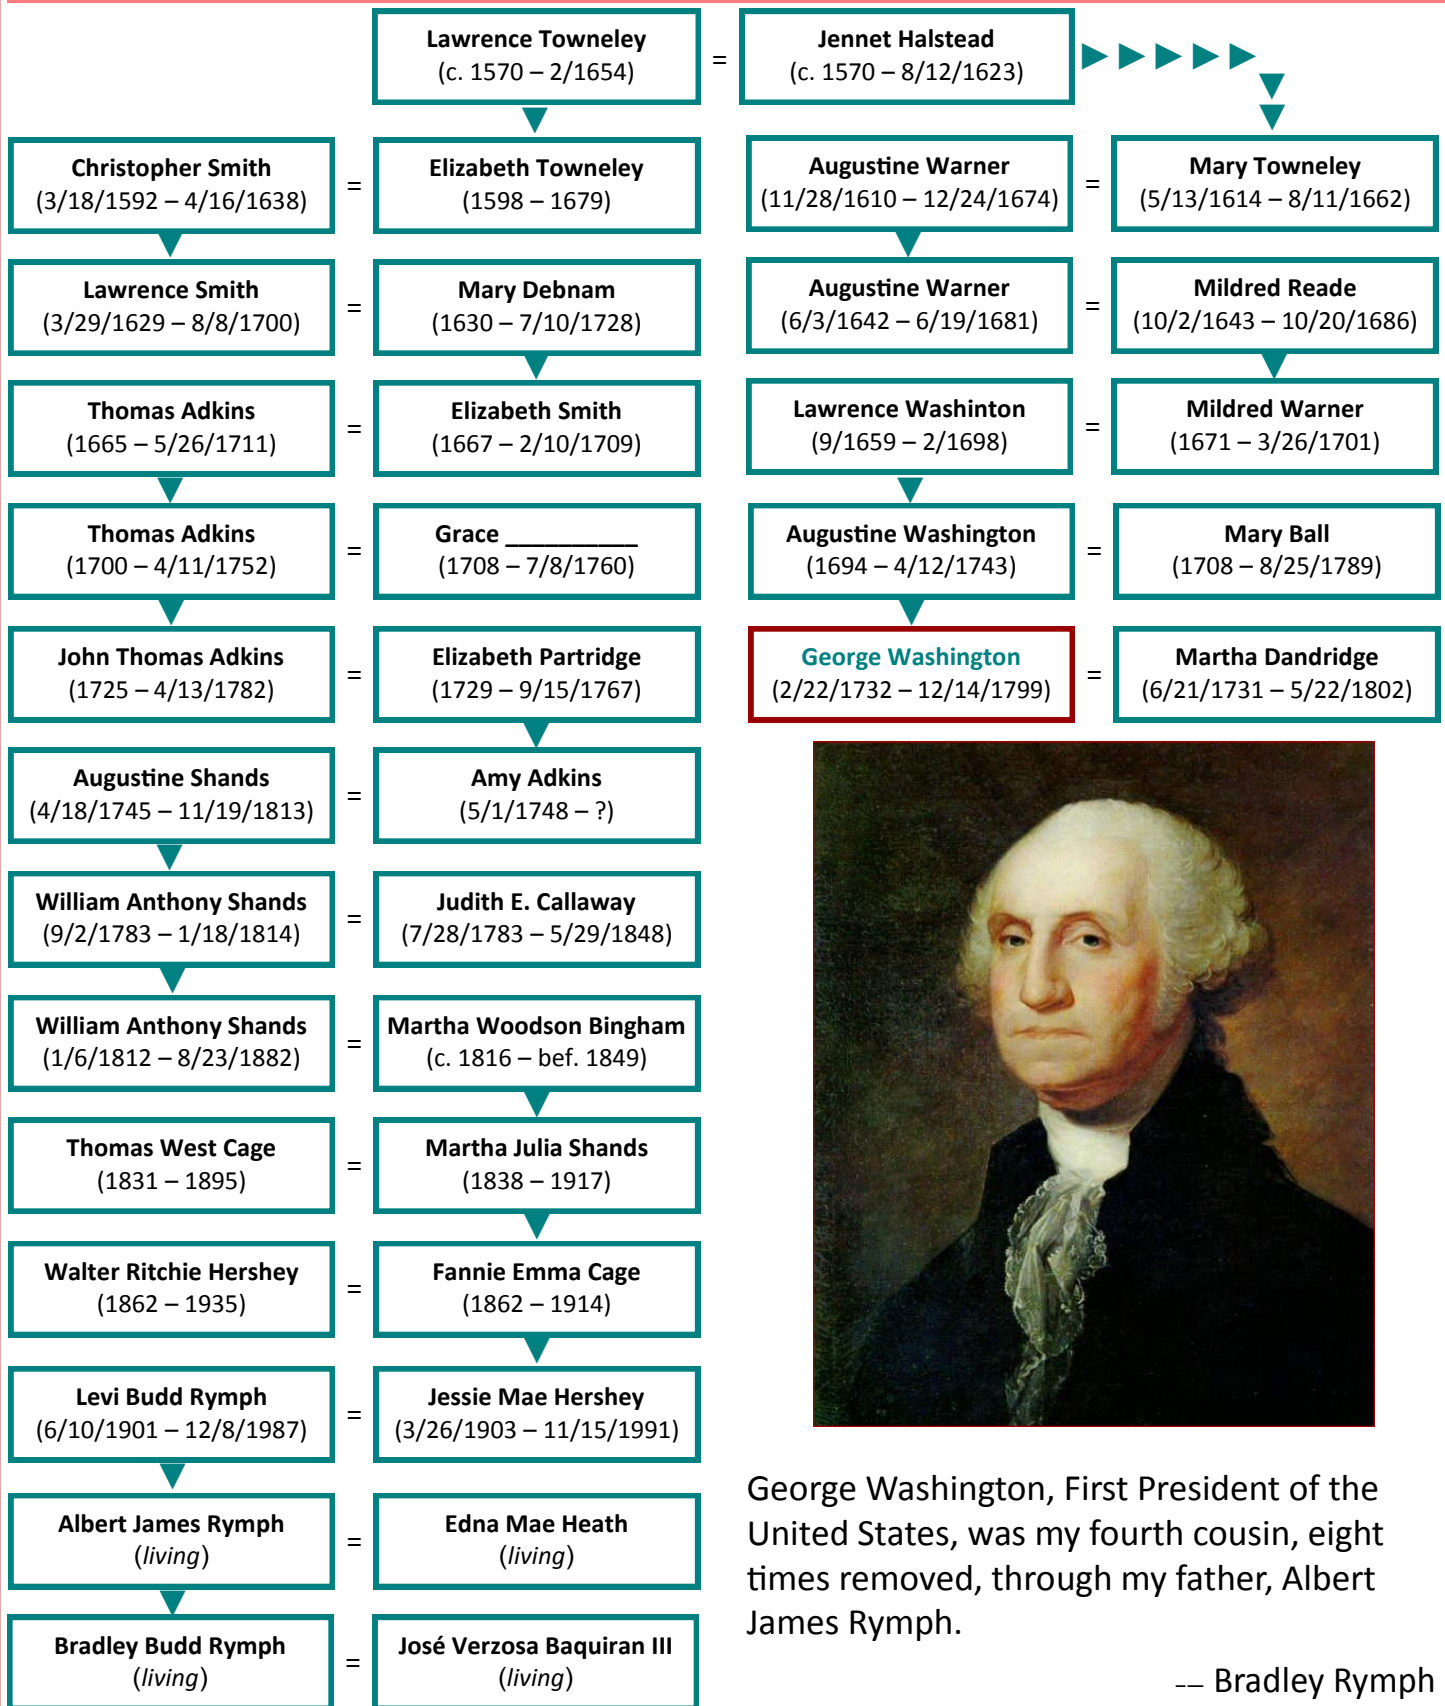 Lawrence Towneley
(c. 1570 – 2/1654)
=
Jennet Halstead
(c. 1570 – 8/12/1623)
Christopher Smith
(3/18/1592 – 4/16/1638)
=
Elizabeth Towneley
(1598 – 1679)
Augustine Warner
(11/28/1610 – 12/24/1674)
=
Mary Towneley
(5/13/1614 – 8/11/1662)
Lawrence Smith
(3/29/1629 – 8/8/1700)
=
Mary Debnam
(1630 – 7/10/1728)
Augustine Warner
(6/3/1642 – 6/19/1681)
=
Mildred Reade
(10/2/1643 – 10/20/1686)
Thomas Adkins
(1665 – 5/26/1711)
=
Elizabeth Smith
(1667 – 2/10/1709)
Lawrence Washinton
(9/1659 – 2/1698)
=
Mildred Warner
(1671 – 3/26/1701)
Thomas Adkins
(1700 – 4/11/1752)
=
Grace __________
(1708 – 7/8/1760)
Augustine Washington
(1694 – 4/12/1743)
=
Mary Ball
(1708 – 8/25/1789)
John Thomas Adkins
(1725 – 4/13/1782)
=
Elizabeth Partridge
(1729 – 9/15/1767)
George Washington
(2/22/1732 – 12/14/1799)
=
Martha Dandridge
(6/21/1731 – 5/22/1802)
Augustine Shands
(4/18/1745 – 11/19/1813)
=
Amy Adkins
(5/1/1748 – ?)
William Anthony Shands
(9/2/1783 – 1/18/1814)
=
Judith E. Callaway
(7/28/1783 – 5/29/1848)
William Anthony Shands
(1/6/1812 – 8/23/1882)
=
Martha Woodson Bingham
(c. 1816 – bef. 1849)
Thomas West Cage
(1831 – 1895)
=
Martha Julia Shands
(1838 – 1917)
Walter Ritchie Hershey
(1862 – 1935)
=
Fannie Emma Cage
(1862 – 1914)
Levi Budd Rymph
(6/10/1901 – 12/8/1987)
=
Jessie Mae Hershey
(3/26/1903 – 11/15/1991)
Albert James Rymph
(living)
=
Edna Mae Heath
(living)
Bradley Budd Rymph
(living)
=
José Verzosa Baquiran III
(living)
George Washington, First President of the
United States, was my fourth cousin, eight
times removed, through my father, Albert
James Rymph.
-– Bradley Rymph